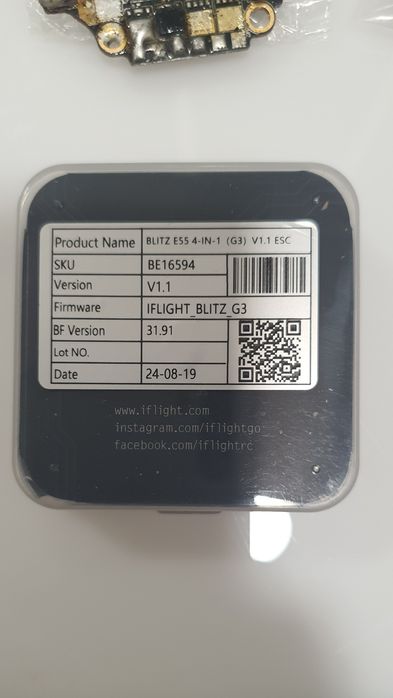 Product Name BLITZ E55 4-IN-1 (G3) V1.1 ESC
SKU BE16594
Version V1.1
Firmware IFLIGHT_BLITZ_G3
BF Version 31.91
Lot NO.
Date 24-08-19
www.iflight.com
instagram.com/iflightgo
facebook.com/iflightrc